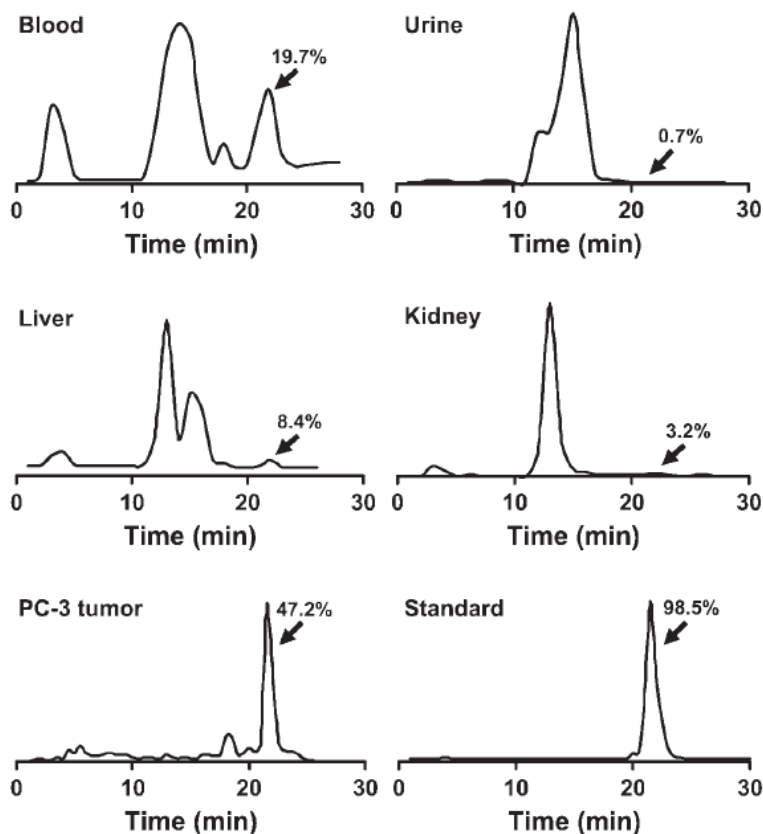 Blood
19.7%
0 10 20 30
Time (min)
Urine
0.7%
0 10 20 30
Time (min)
Liver
8.4%
0 10 20 30
Time (min)
Kidney
3.2%
0 10 20 30
Time (min)
PC-3 tumor
47.2%
0 10 20 30
Time (min)
Standard
98.5%
0 10 20 30
Time (min)